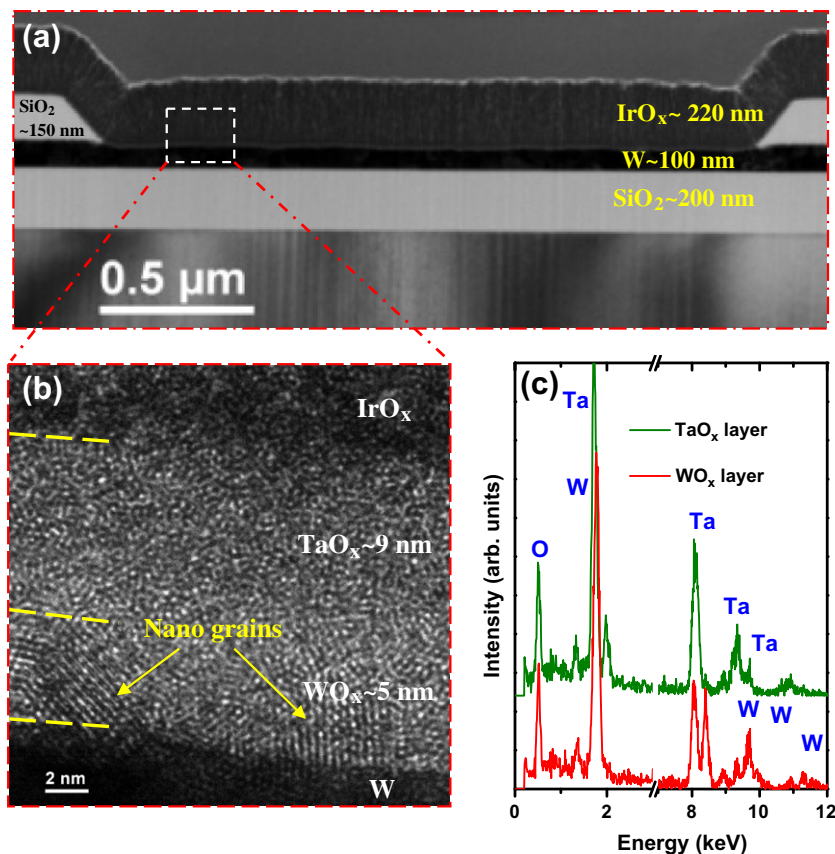 (a)
SiO₂
~150 nm
IrOₓ~ 220 nm
W~100 nm
SiO₂~200 nm
0.5 μm
(b)
IrOₓ
TaOₓ~9 nm
Nano grains
WOₓ~5 nm
W
2 nm
(c)
Ta
TaOₓ layer
WOₓ layer
W
Ta
O
Ta
Ta
W
W
W
Intensity (arb. units)
0 2 8 10 12
Energy (keV)